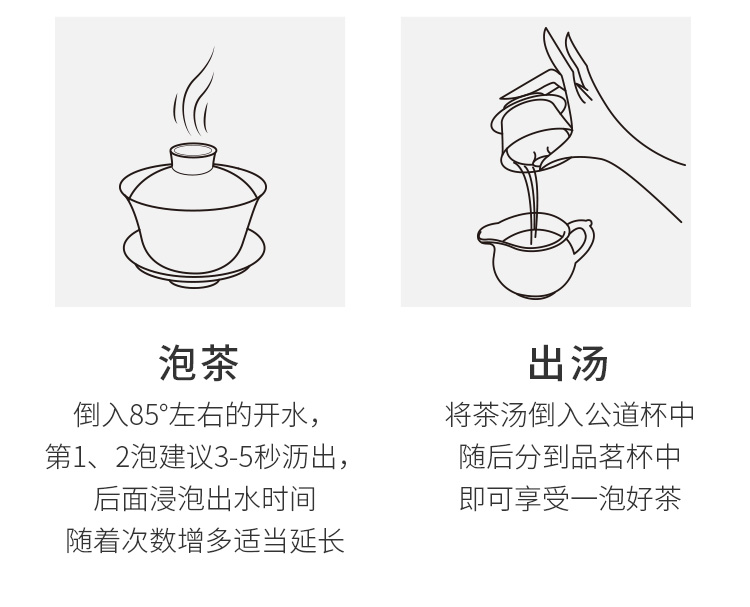 泡茶
倒入85°左右的开水，
第1、2泡建议3-5秒沥出，
后面浸泡出水时间
随着次数增多适当延长
出汤
将茶汤倒入公道杯中
随后分到品茗杯中
即可享受一泡好茶